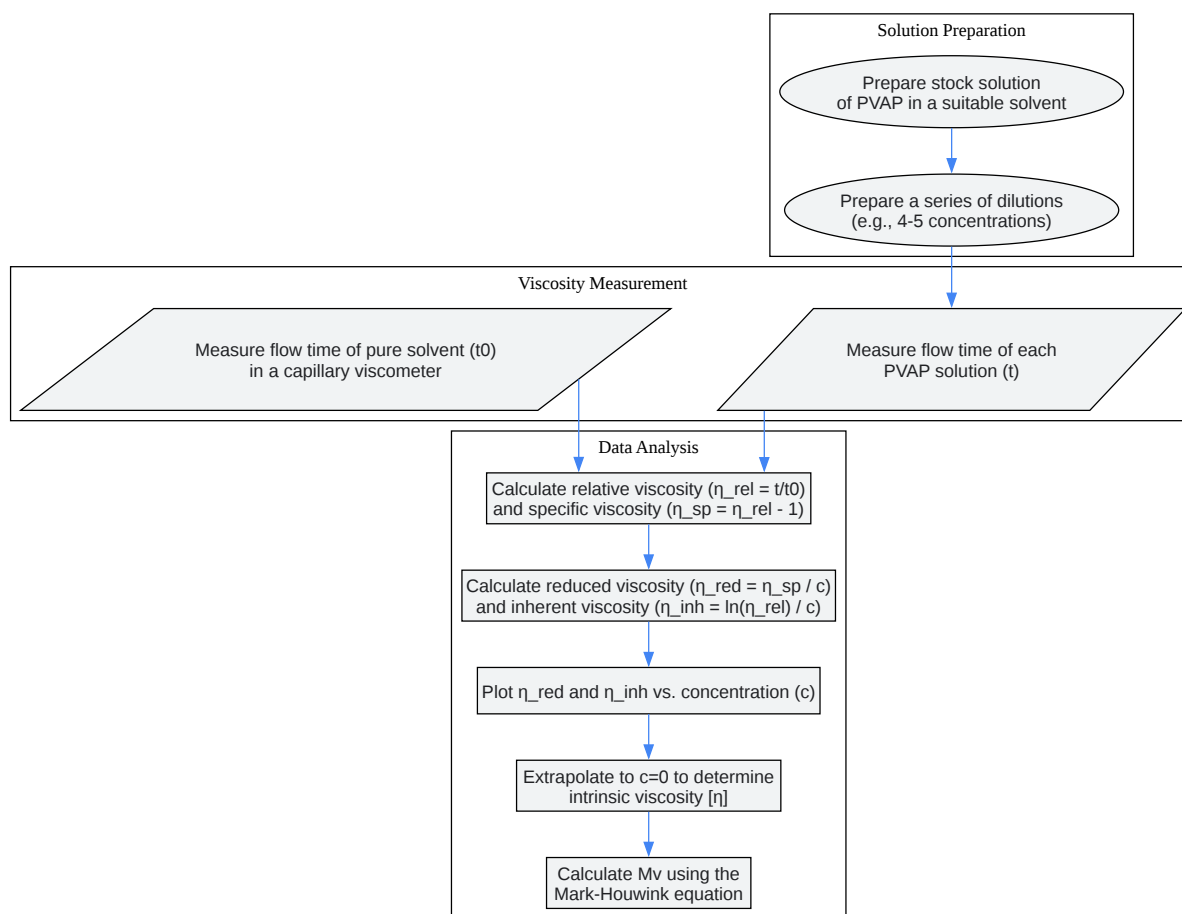 Solution Preparation
Prepare stock solution
of PVAP in a suitable solvent
Prepare a series of dilutions
(e.g., 4-5 concentrations)
Viscosity Measurement
Measure flow time of pure solvent (t0)
in a capillary viscometer
Measure flow time of each
PVAP solution (t)
Data Analysis
Calculate relative viscosity (η_rel = t/t0)
and specific viscosity (η_sp = η_rel - 1)
Calculate reduced viscosity (η_red = η_sp / c)
and inherent viscosity (η_inh = ln(η_rel) / c)
Plot η_red and η_inh vs. concentration (c)
Extrapolate to c=0 to determine
intrinsic viscosity [η]
Calculate Mv using the
Mark-Houwink equation